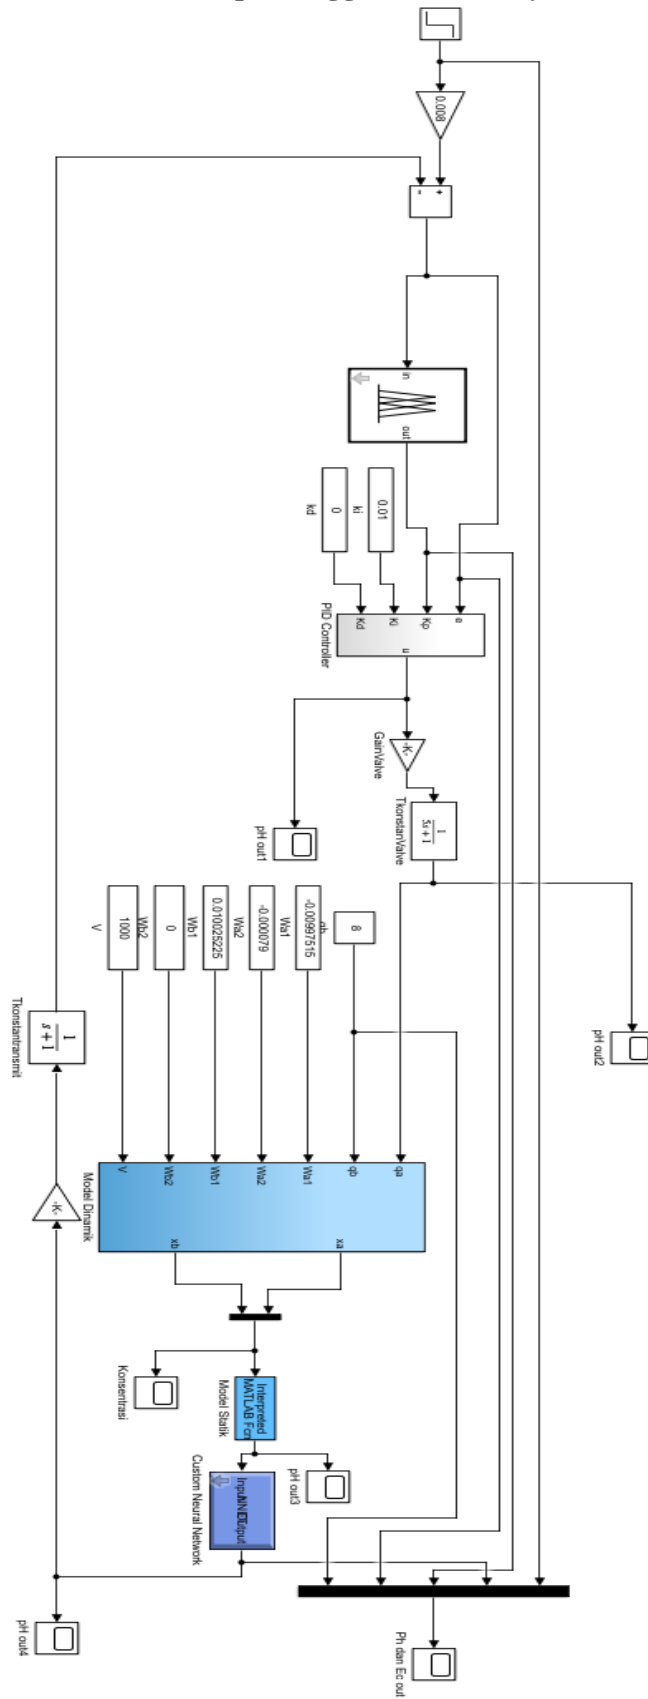 0.008
+
-
in
out
0.01
ki
0
kd
e
Kp
Ki
Kd
u
PID Controller
-K-
GainValve
1
5s+1
TkonstanValve
pH out1
pH out2
8
qb
-0.00997515
Wa1
-0.000079
Wa2
0.010025225
Wb1
0
Wb2
1000
V
qa
qb
Wa1
Wa2
Wb1
Wb2
V
xa
xb
Model Dinamik
1
s+1
Tkonstantransmit
-K-
Konsentrasi
Interpreted
MATLAB Fcn
Model Statik
pH out3
Custom Neural Network
pH out4
Ph dan Ec out